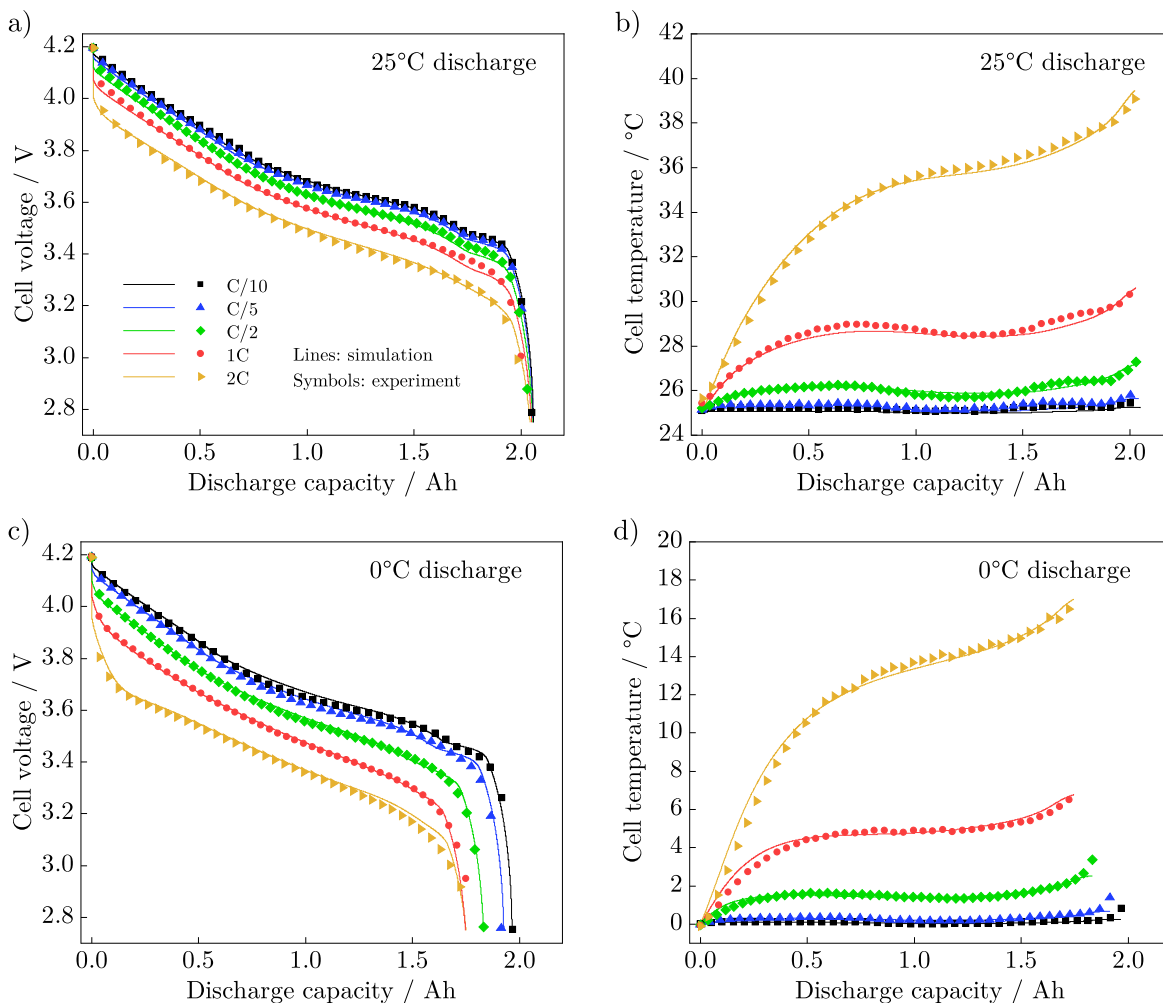 a)
25°C discharge
4.2
4.0
3.8
3.6
3.4
3.2
3.0
2.8
Cell voltage / V
C/10
C/5
C/2
1C
2C
Lines: simulation
Symbols: experiment
0.0 0.5 1.0 1.5 2.0
Discharge capacity / Ah
b)
25°C discharge
42
40
38
36
34
32
30
28
26
24
Cell temperature / °C
0.0 0.5 1.0 1.5 2.0
Discharge capacity / Ah
c)
0°C discharge
4.2
4.0
3.8
3.6
3.4
3.2
3.0
2.8
Cell voltage / V
0.0 0.5 1.0 1.5 2.0
Discharge capacity / Ah
d)
0°C discharge
20
18
16
14
12
10
8
6
4
2
0
Cell temperature / °C
0.0 0.5 1.0 1.5 2.0
Discharge capacity / Ah